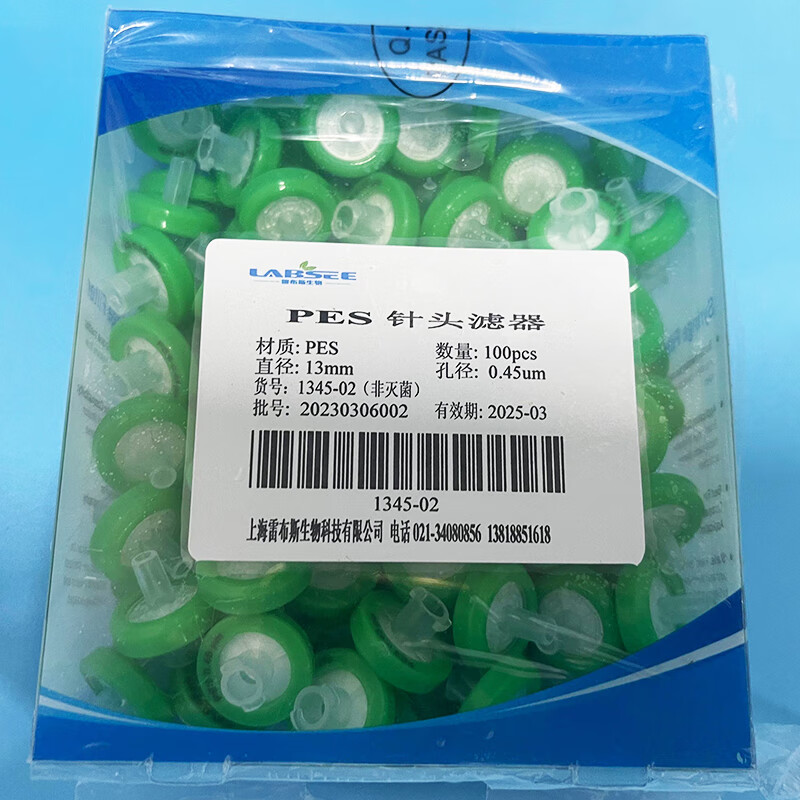 LABSEE
雷布斯生物
PES 针头滤器
材质: PES 数量: 100pcs
直径: 13mm 孔径: 0.45um
货号: 1345-02（非灭菌）
批号: 20230306002 有效期: 2025-03
1345-02
上海雷布斯生物科技有限公司 电话 021-34080856 13818851618